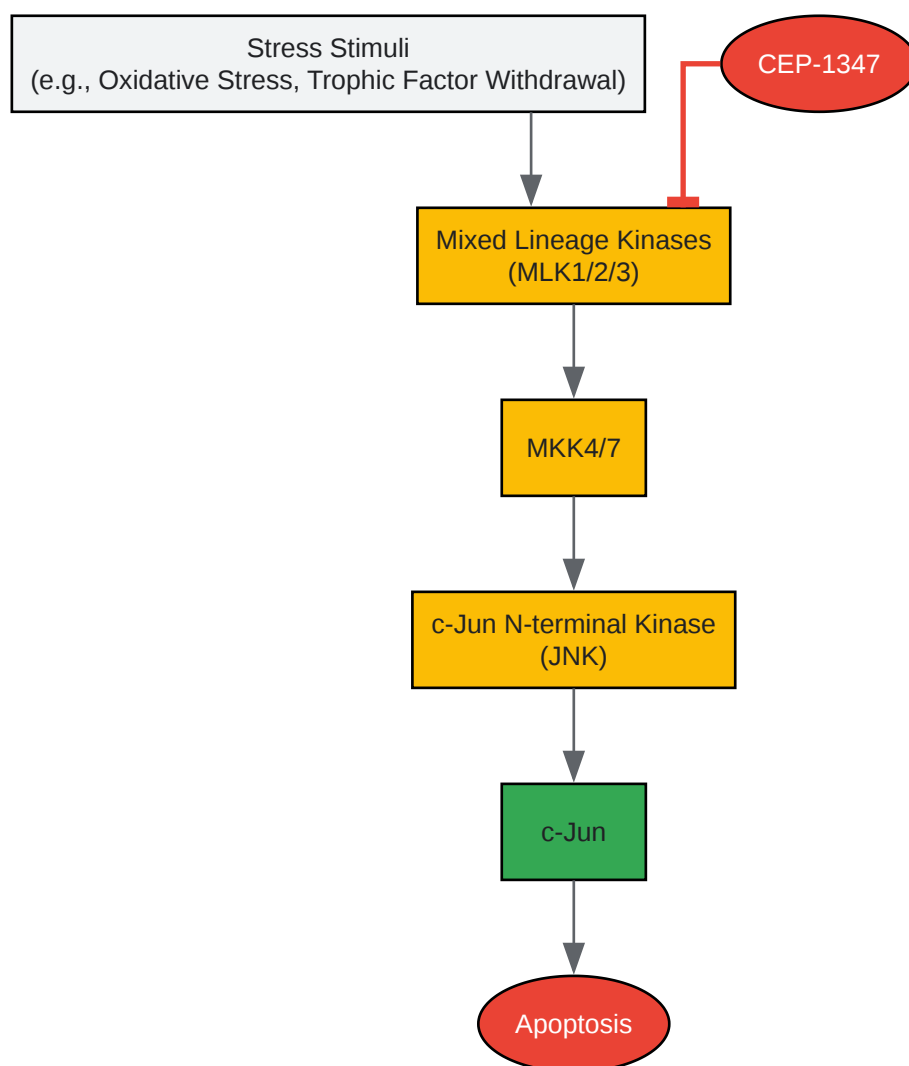 Stress Stimuli
(e.g., Oxidative Stress, Trophic Factor Withdrawal)
CEP-1347
Mixed Lineage Kinases
(MLK1/2/3)
MKK4/7
c-Jun N-terminal Kinase
(JNK)
c-Jun
Apoptosis